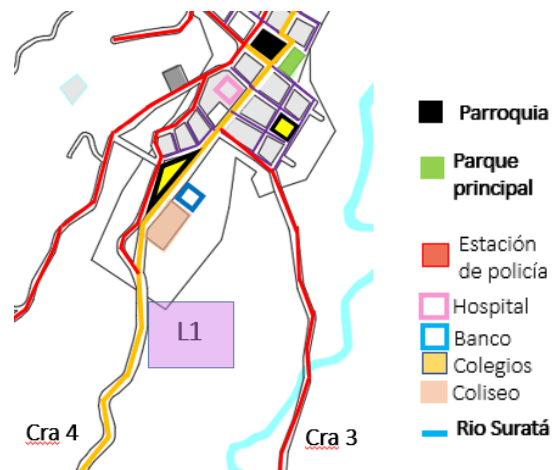 Parroquia
Parque
principal
Estación
de policía
Hospital
Banco
Colegios
Coliseo
Rio Suratá
L1
Cra 4
Cra 3